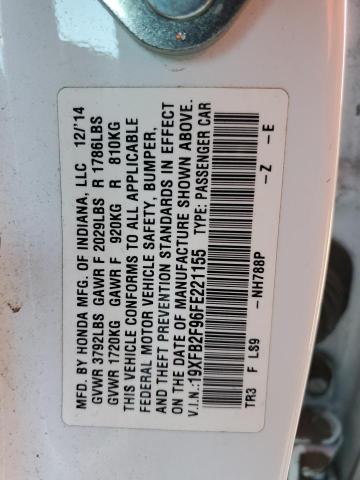 MFD. BY HONDA MFG. OF INDIANA, LLC 12/'14
GVWR 3792LBS GAWR F 2029LBS R 1786LBS
GVWR 1720KG GAWR F 920KG R 810KG
THIS VEHICLE CONFORMS TO ALL APPLICABLE
FEDERAL MOTOR VEHICLE SAFETY, BUMPER,
AND THEFT PREVENTION STANDARDS IN EFFECT
ON THE DATE OF MANUFACTURE SHOWN ABOVE.
V.I.N.:19XFB2F96FE221155 TYPE: PASSENGER CAR
TR3 F LS9 -NH788P -Z -E